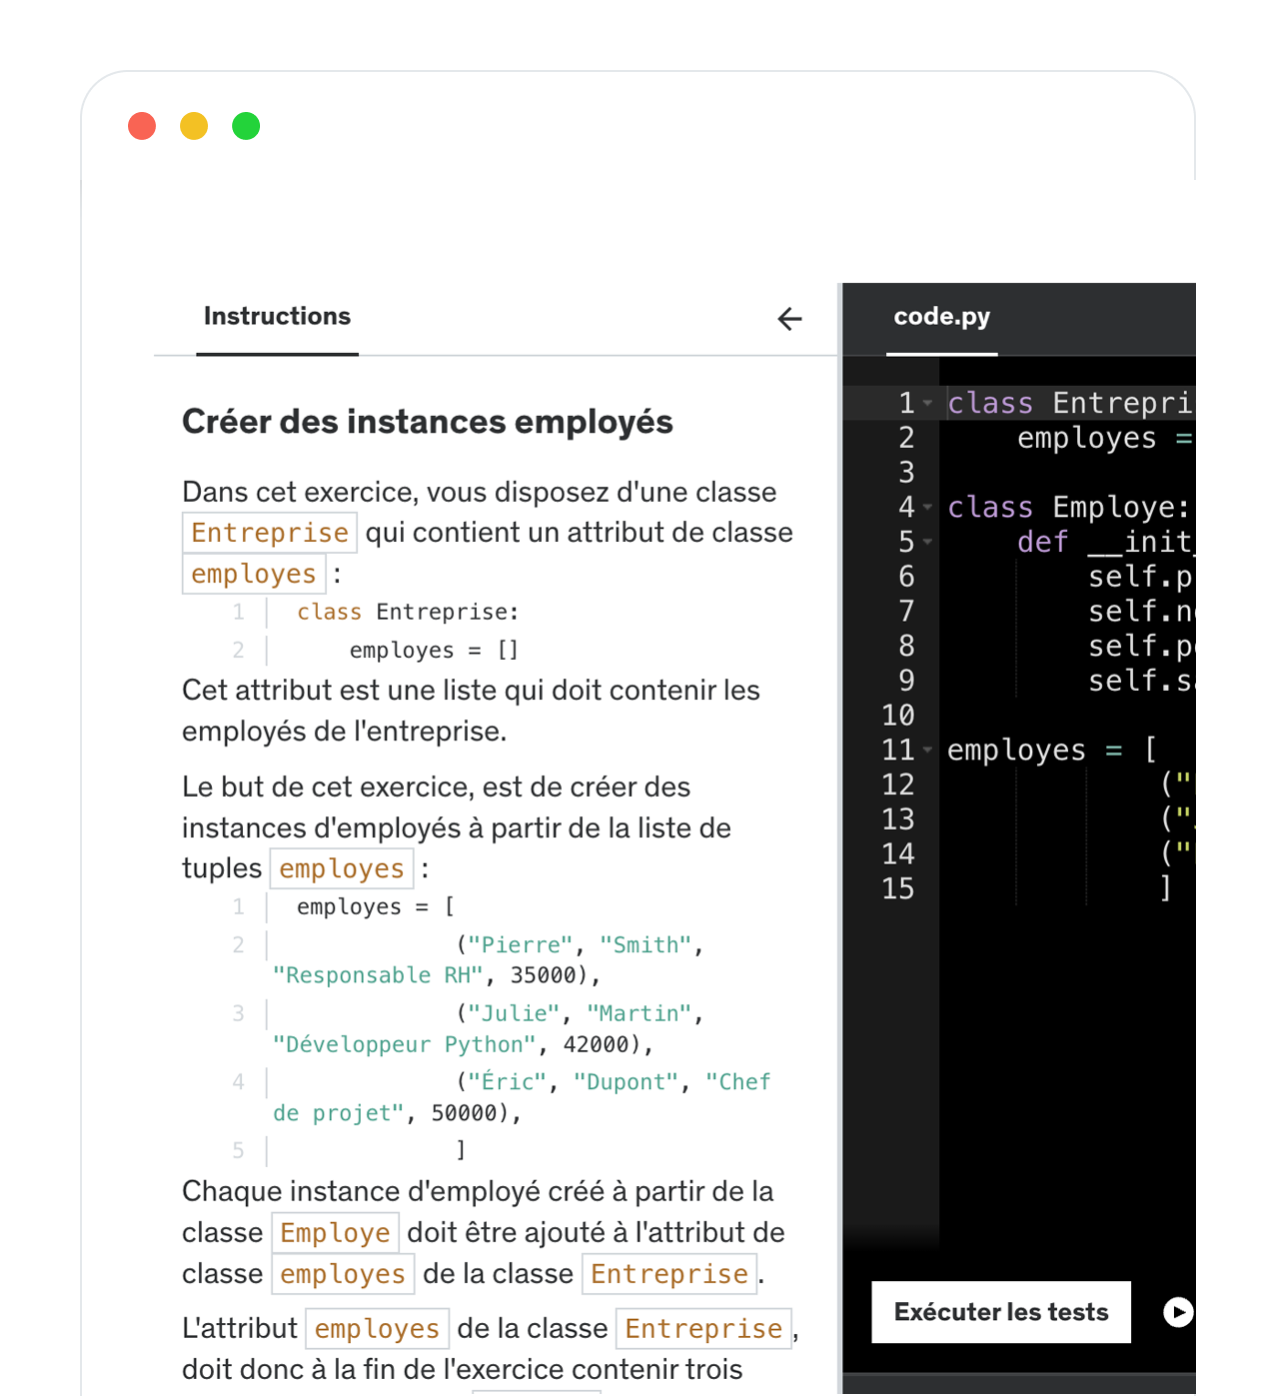 Instructions
Créer des instances employés
Dans cet exercice, vous disposez d'une classe
Entreprise qui contient un attribut de classe
employes :
1 class Entreprise:
2 employes = []
Cet attribut est une liste qui doit contenir les
employés de l'entreprise.
Le but de cet exercice, est de créer des
instances d'employés à partir de la liste de
tuples employes :
1 employes = [
2 ("Pierre", "Smith",
"Responsable RH", 35000),
3 ("Julie", "Martin",
"Développeur Python", 42000),
4 ("Éric", "Dupont", "Chef
de projet", 50000),
5 ]
Chaque instance d'employé créé à partir de la
classe Employe doit être ajouté à l'attribut de
classe employes de la classe Entreprise.
L'attribut employes de la classe Entreprise,
doit donc à la fin de l'exercice contenir trois
code.py
1 class Entrepri
2 employes =
3
4 class Employe:
5 def __init_
6 self.p
7 self.n
8 self.p
9 self.s
10
11 employes = [
12 ("
13 ("
14 ("
15 ]
Exécuter les tests